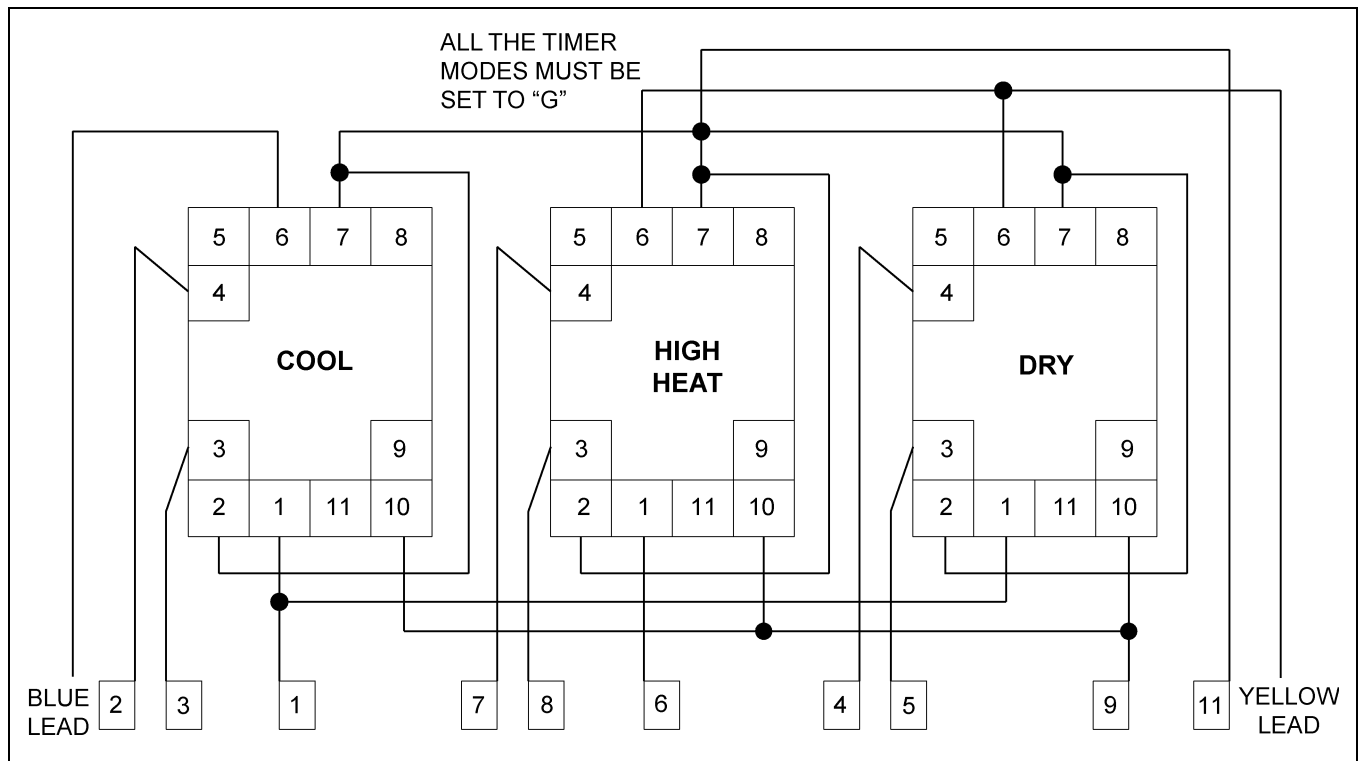 ALL THE TIMER
MODES MUST BE
SET TO “G”
5 6 7 8
4
COOL
3 9
2 1 11 10
5 6 7 8
4
HIGH
HEAT
3 9
2 1 11 10
5 6 7 8
4
DRY
3 9
2 1 11 10
BLUE
LEAD
2 3 1 7 8 6 4 5 9 11
YELLOW
LEAD